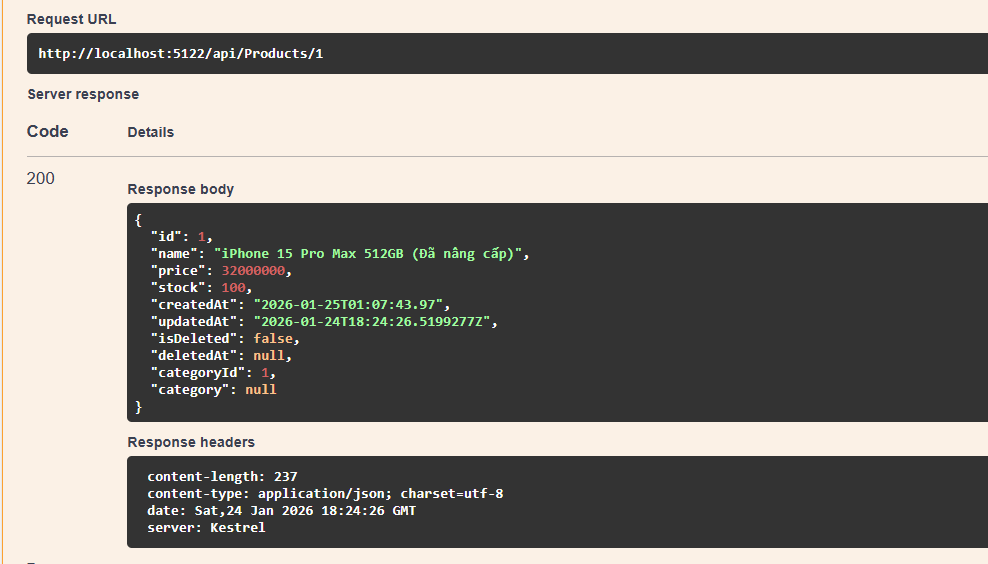 Request URL
http://localhost:5122/api/Products/1
Server response
Code Details
200
Response body
{
  "id": 1,
  "name": "iPhone 15 Pro Max 512GB (Đã nâng cấp)",
  "price": 32000000,
  "stock": 100,
  "createdAt": "2026-01-25T01:07:43.97",
  "updatedAt": "2026-01-24T18:24:26.5199277Z",
  "isDeleted": false,
  "deletedAt": null,
  "categoryId": 1,
  "category": null
}
Response headers
content-length: 237
content-type: application/json; charset=utf-8
date: Sat,24 Jan 2026 18:24:26 GMT
server: Kestrel